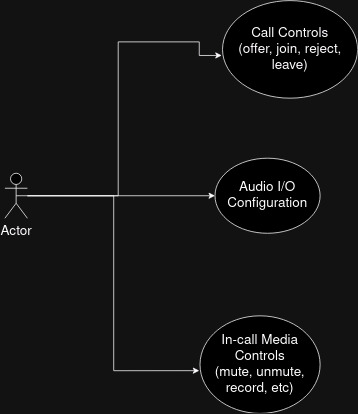 Call Controls
(offer, join, reject,
leave)
Audio I/O
Configuration
Actor
In-call Media
Controls
(mute, unmute,
record, etc)